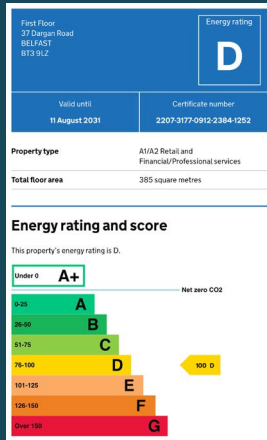 First Floor
37 Dargan Road
BELFAST
BT3 9LZ
Energy rating
D
Valid until
11 August 2031
Certificate number
2207-3177-0912-2384-1252
Property type
A1/A2 Retail and
Financial/Professional services
Total floor area
385 square metres
Energy rating and score
This property's energy rating is D.
Under 0 A+
Net zero CO2
0-25 A
26-50 B
51-75 C
76-100 D
100 D
101-125 E
126-150 F
Over 150 G